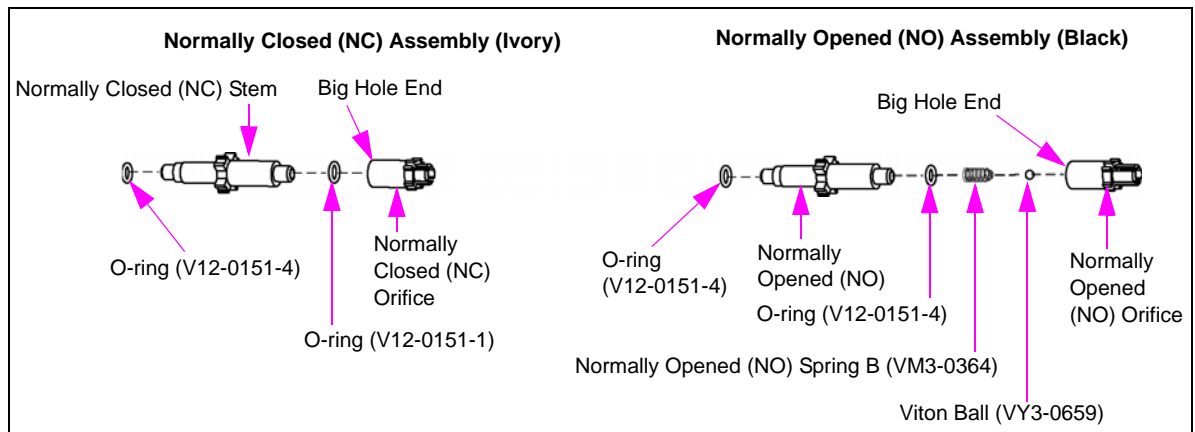 Normally Closed (NC) Assembly (Ivory)
Normally Closed (NC) Stem
Big Hole End
O-ring (V12-0151-4)
Normally
Closed (NC)
Orifice
O-ring (V12-0151-1)
Normally Opened (NO) Assembly (Black)
Big Hole End
O-ring
(V12-0151-4)
Normally
Opened (NO)
O-ring (V12-0151-4)
Normally
Opened
(NO) Orifice
Normally Opened (NO) Spring B (VM3-0364)
Viton Ball (VY3-0659)